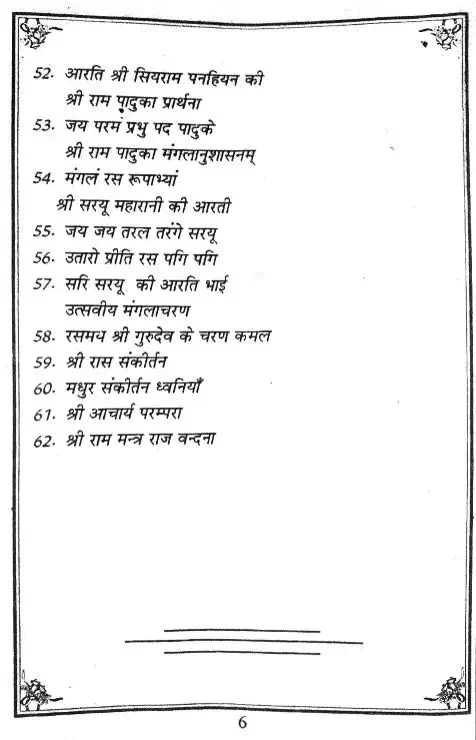 52. आरति श्री सियराम पनहियन की
श्री राम पादुका प्रार्थना
53. जय परम प्रभु पद पादुके
श्री राम पादुका मंगलानुशासनम्
54. मंगलं रस रूपाभ्यां
श्री सरयू महारानी की आरती
55. जय जय तरल तरंगे सरयू
56. उतारो प्रीति रस पगि पगि
57. सरि सरयू की आरति भाई
उत्सवीय मंगलाचरण
58. रसमय श्री गुरुदेव के चरण कमल
59. श्री रास संकीर्तन
60. मधुर संकीर्तन ध्वनियाँ
61. श्री आचार्य परम्परा
62. श्री राम मन्त्र राज वन्दना
6